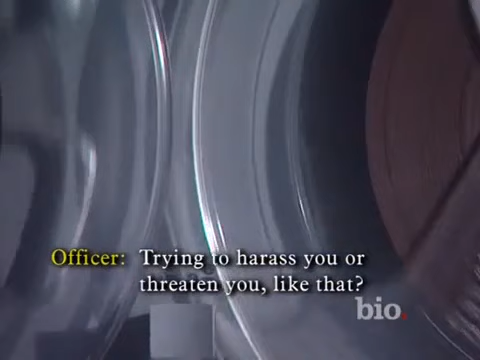 Officer: Trying to harass you or
threaten you, like that?
bio.